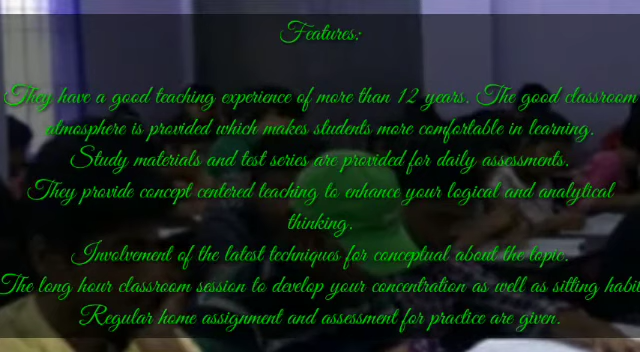 Features:
They have a good teaching experience of more than 12 years. The good classroom
atmosphere is provided which makes students more comfortable in learning.
Study materials and test series are provided for daily assessments.
They provide concept centered teaching to enhance your logical and analytical
thinking.
Involvement of the latest techniques for conceptual about the topic.
The long hour classroom session to develop your concentration as well as sitting habit
Regular home assignment and assessment for practice are given.